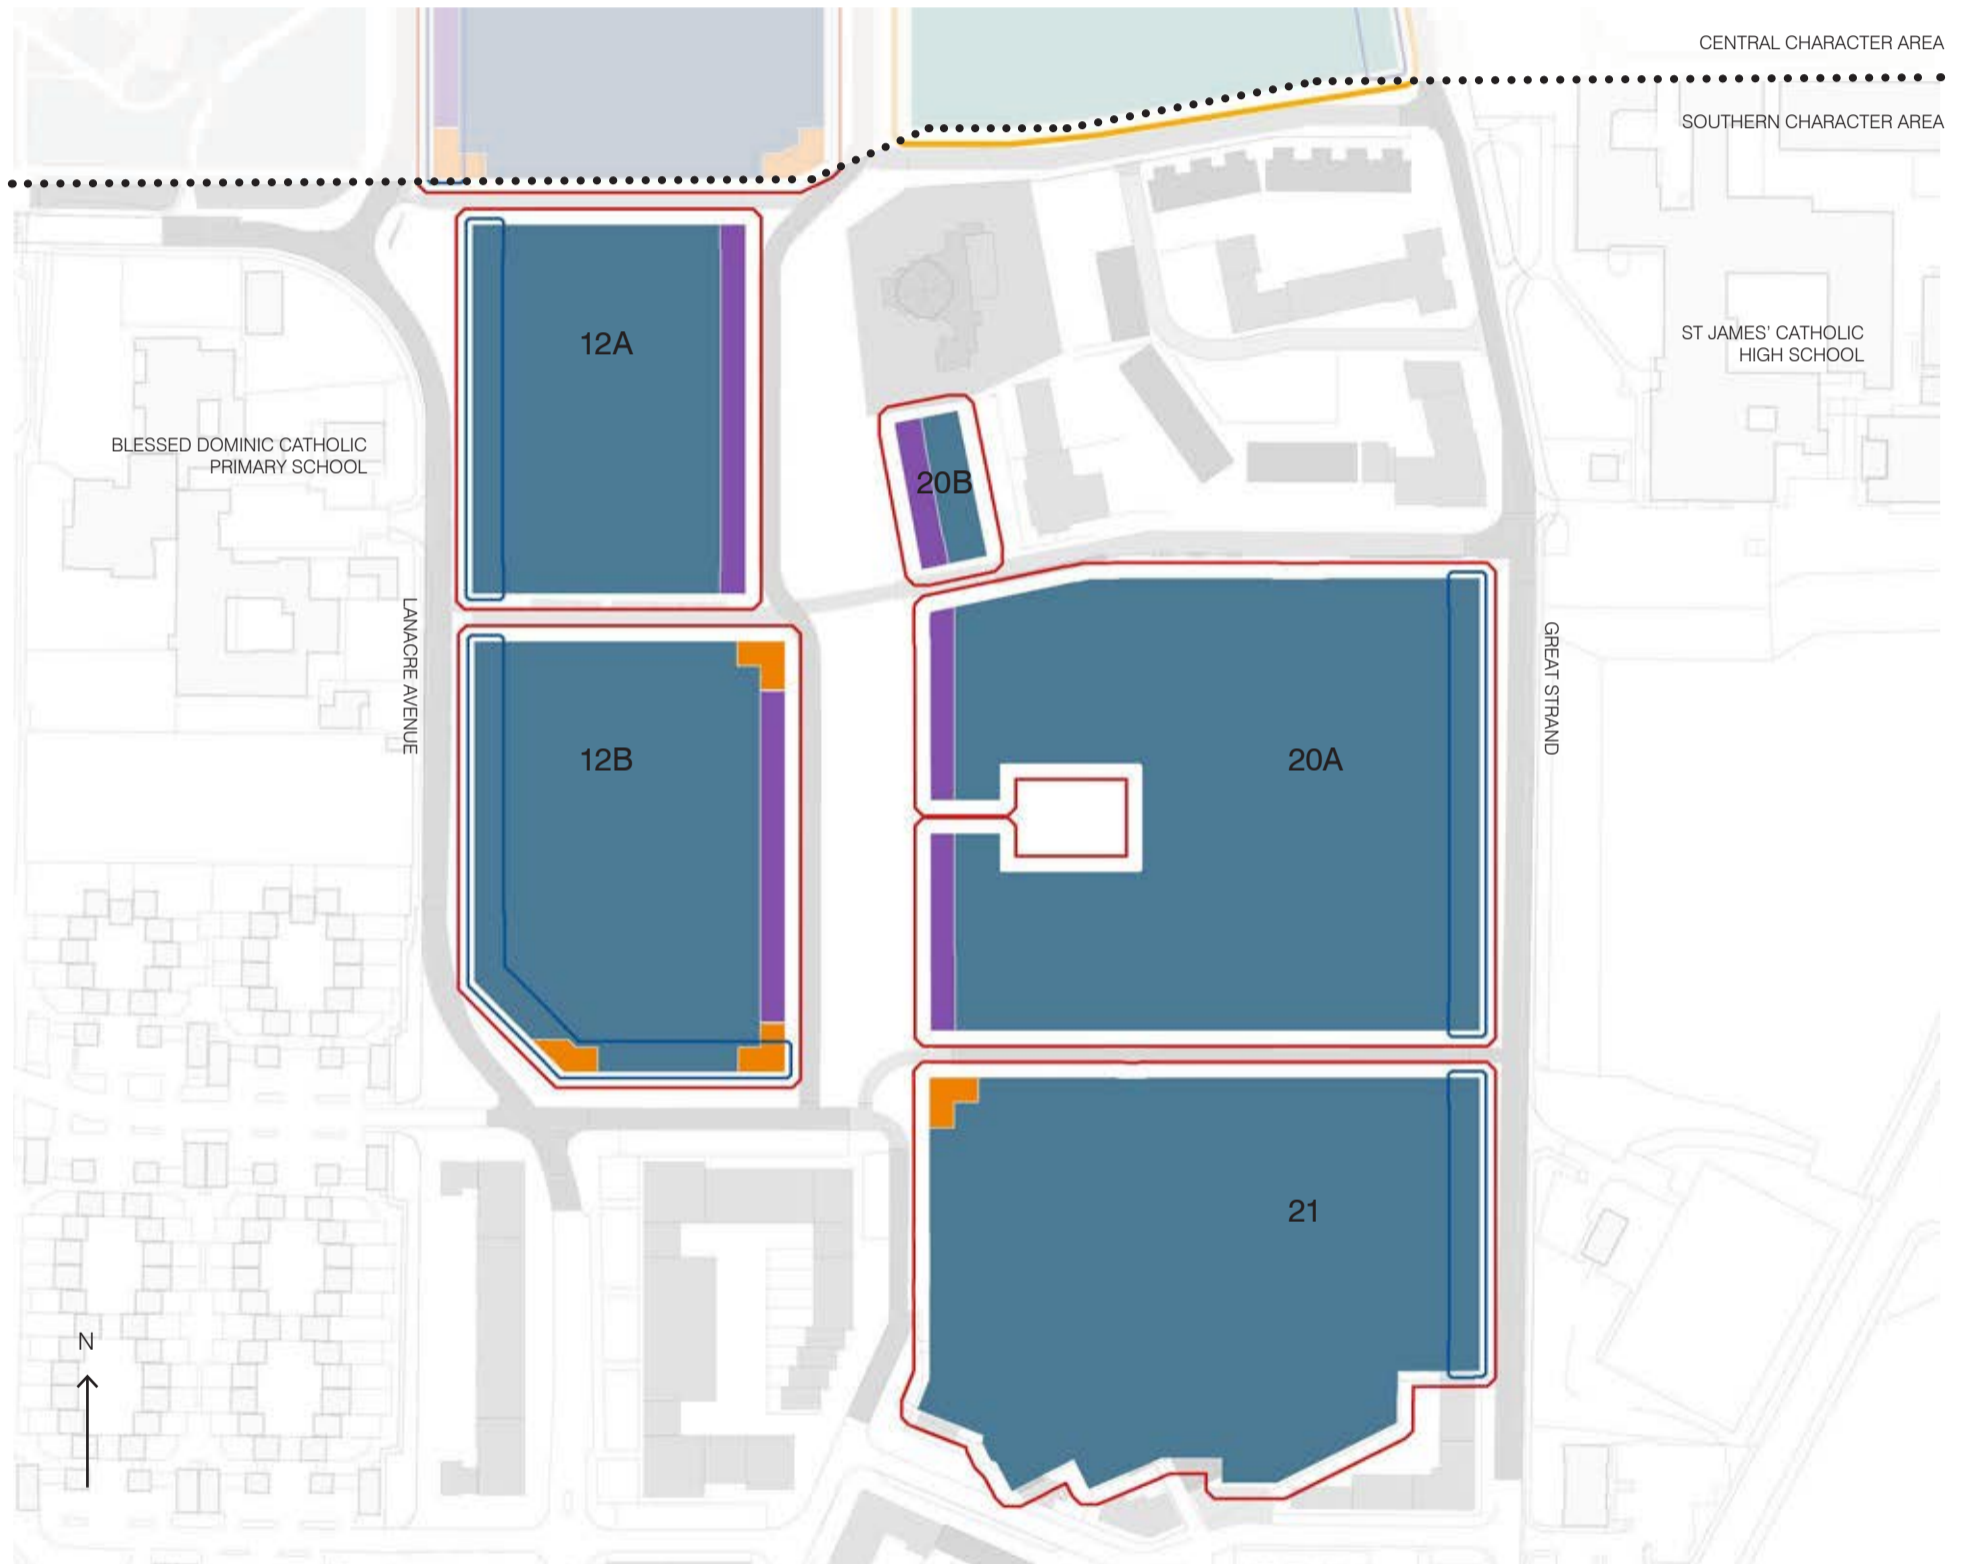 CENTRAL CHARACTER AREA
SOUTHERN CHARACTER AREA
12A
ST JAMES' CATHOLIC
HIGH SCHOOL
BLESSED DOMINIC CATHOLIC
PRIMARY SCHOOL
20B
LANACRE AVENUE
GREAT STRAND
12B
20A
21
N